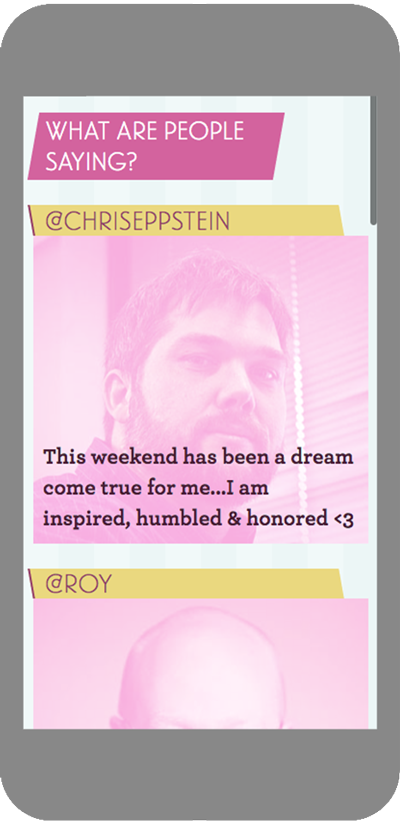 WHAT ARE PEOPLE
SAYING?
@CHRISEPPSTEIN
This weekend has been a dream
come true for me...I am
inspired, humbled & honored <3
@ROY